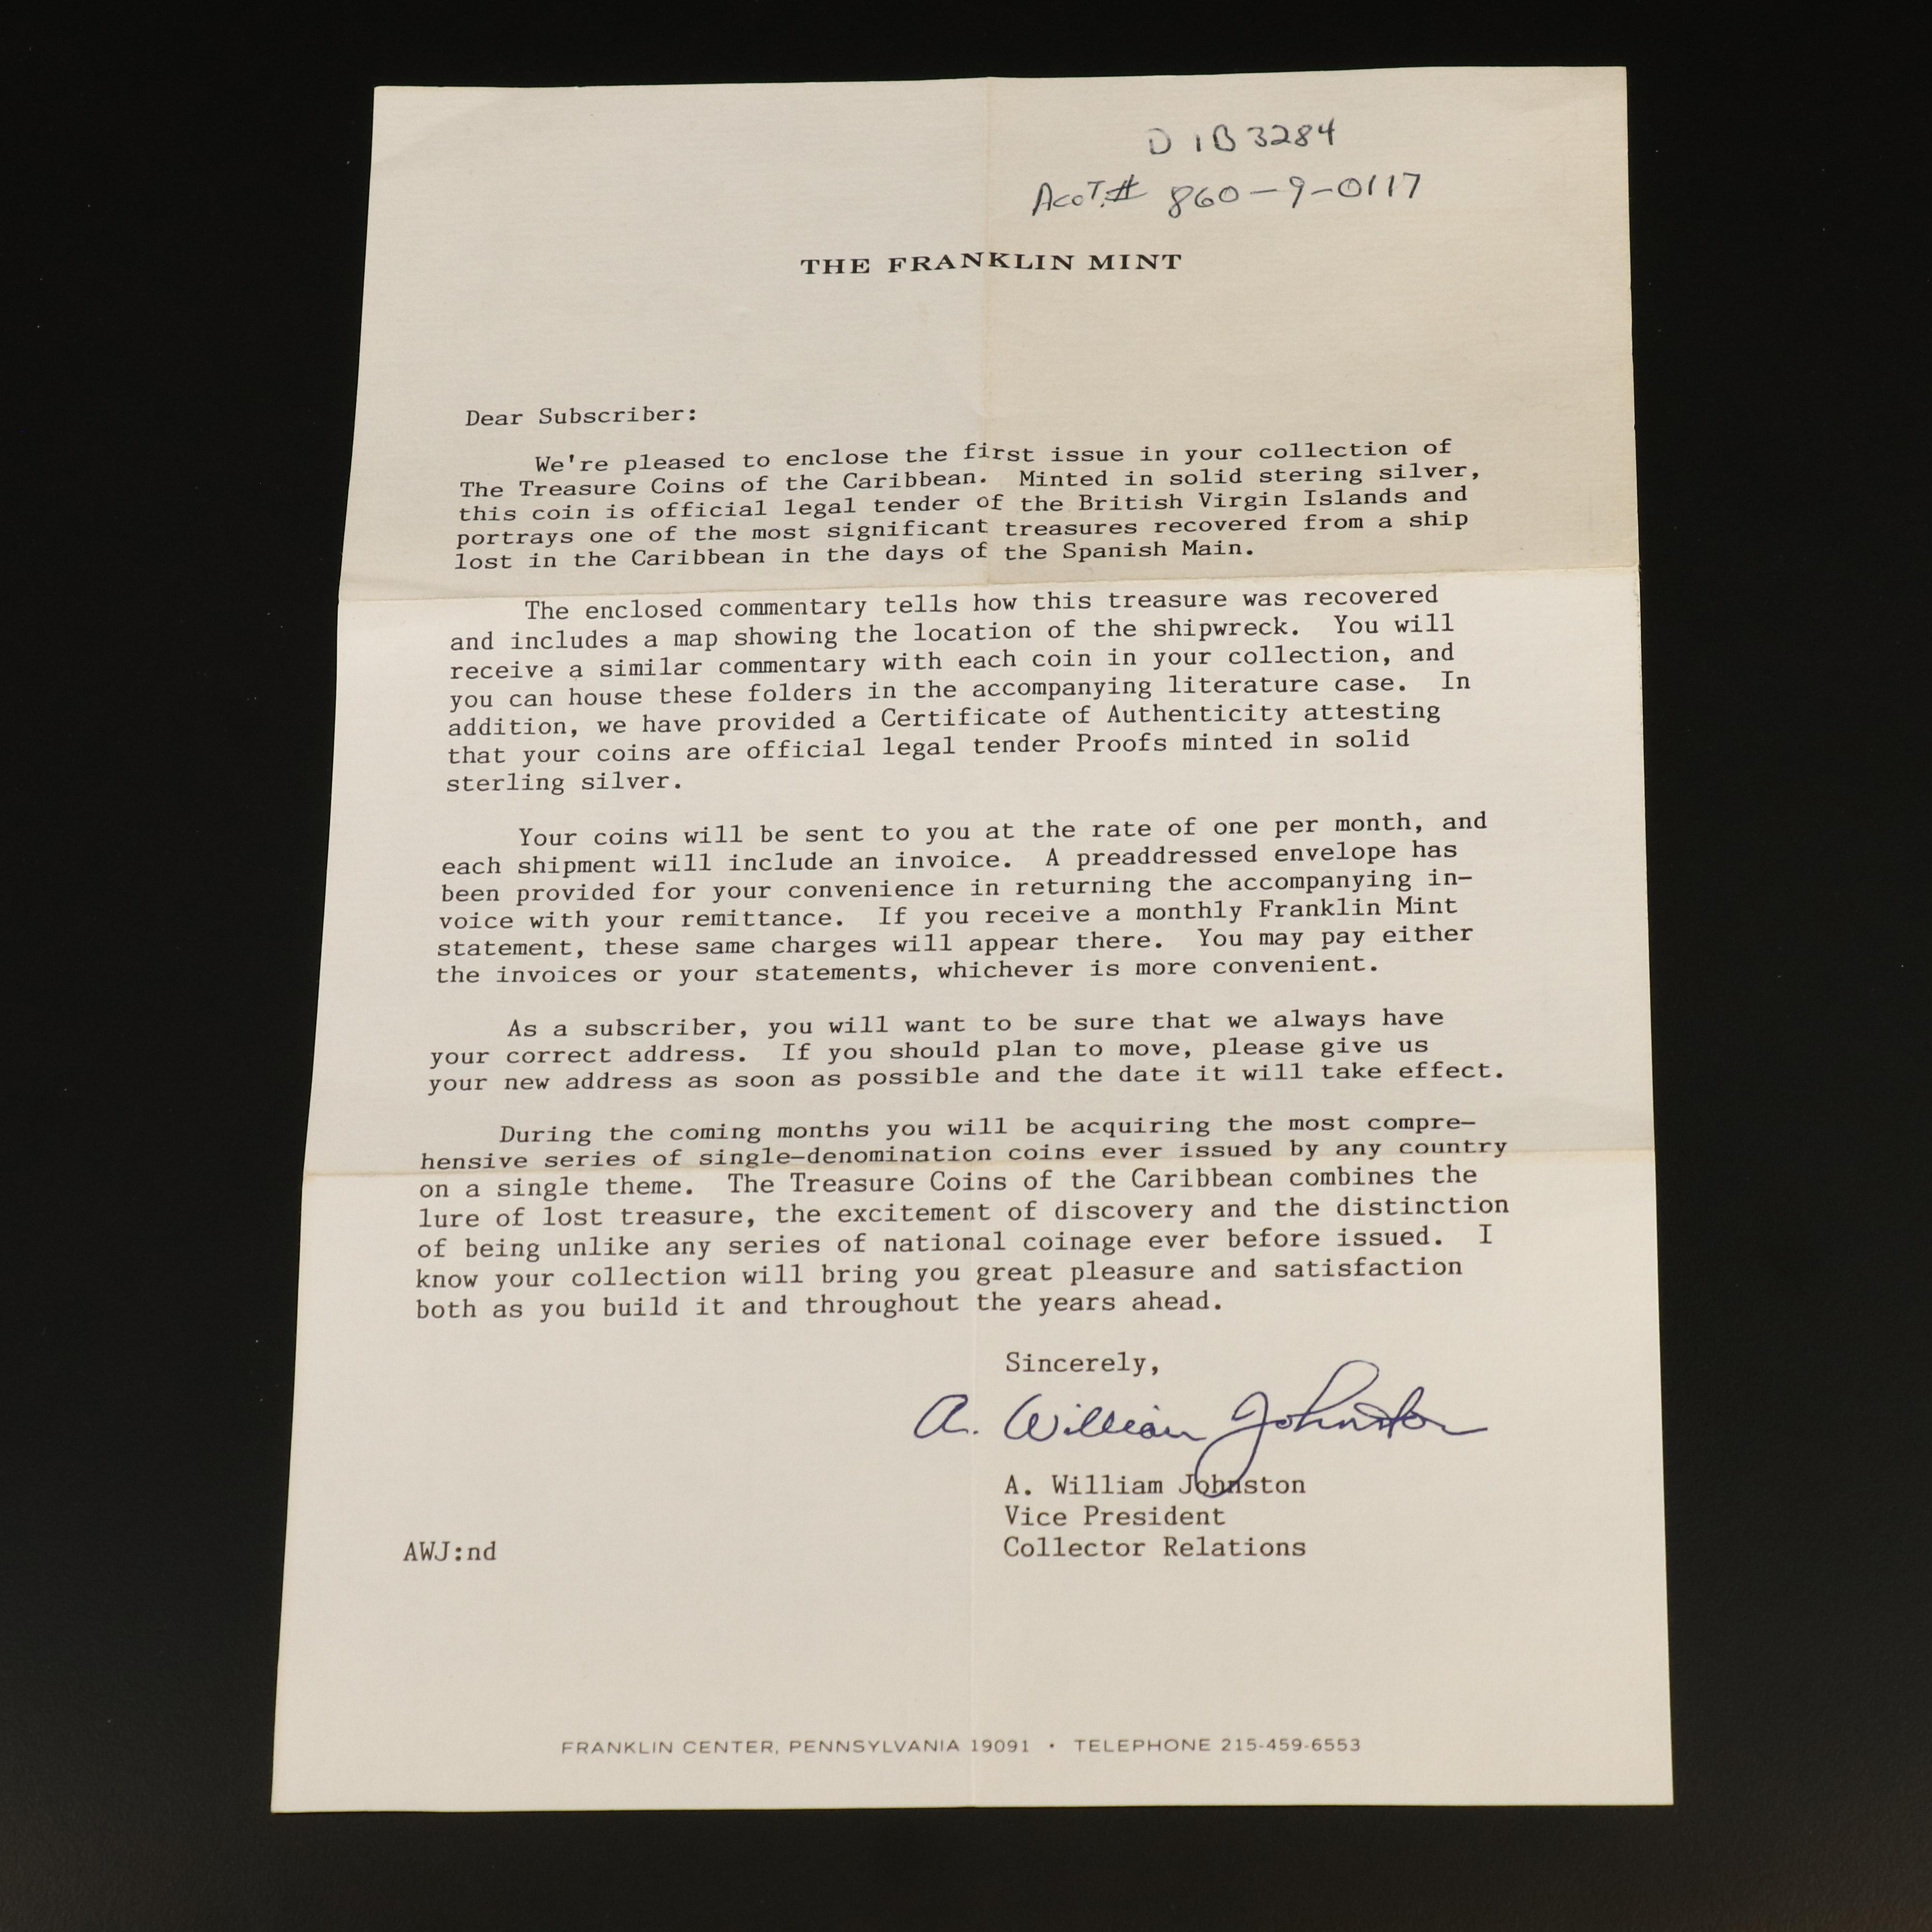 D 1B 3284
AccT.# 860-9-0117
THE FRANKLIN MINT
Dear Subscriber:
We're pleased to enclose the first issue in your collection of
The Treasure Coins of the Caribbean. Minted in solid stering silver,
this coin is official legal tender of the British Virgin Islands and
portrays one of the most significant treasures recovered from a ship
lost in the Caribbean in the days of the Spanish Main.
The enclosed commentary tells how this treasure was recovered
and includes a map showing the location of the shipwreck. You will
receive a similar commentary with each coin in your collection, and
you can house these folders in the accompanying literature case. In
addition, we have provided a Certificate of Authenticity attesting
that your coins are official legal tender Proofs minted in solid
sterling silver.
Your coins will be sent to you at the rate of one per month, and
each shipment will include an invoice. A preaddressed envelope has
been provided for your convenience in returning the accompanying in-
voice with your remittance. If you receive a monthly Franklin Mint
statement, these same charges will appear there. You may pay either
the invoices or your statements, whichever is more convenient.
As a subscriber, you will want to be sure that we always have
your correct address. If you should plan to move, please give us
your new address as soon as possible and the date it will take effect.
During the coming months you will be acquiring the most compre-
hensive series of single-denomination coins ever issued by any country
on a single theme. The Treasure Coins of the Caribbean combines the
lure of lost treasure, the excitement of discovery and the distinction
of being unlike any series of national coinage ever before issued. I
know your collection will bring you great pleasure and satisfaction
both as you build it and throughout the years ahead.
Sincerely,
A. William Johnston
A. William Johnston
Vice President
Collector Relations
AWJ:nd
FRANKLIN CENTER, PENNSYLVANIA 19091 • TELEPHONE 215-459-6553